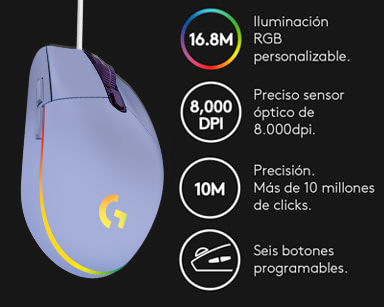 16.8M
Iluminación
RGB
personalizable.
8,000
DPI
Preciso sensor
óptico de
8.000dpi.
10M
Precisión.
Más de 10 millones
de clicks.
Seis botones
programables.